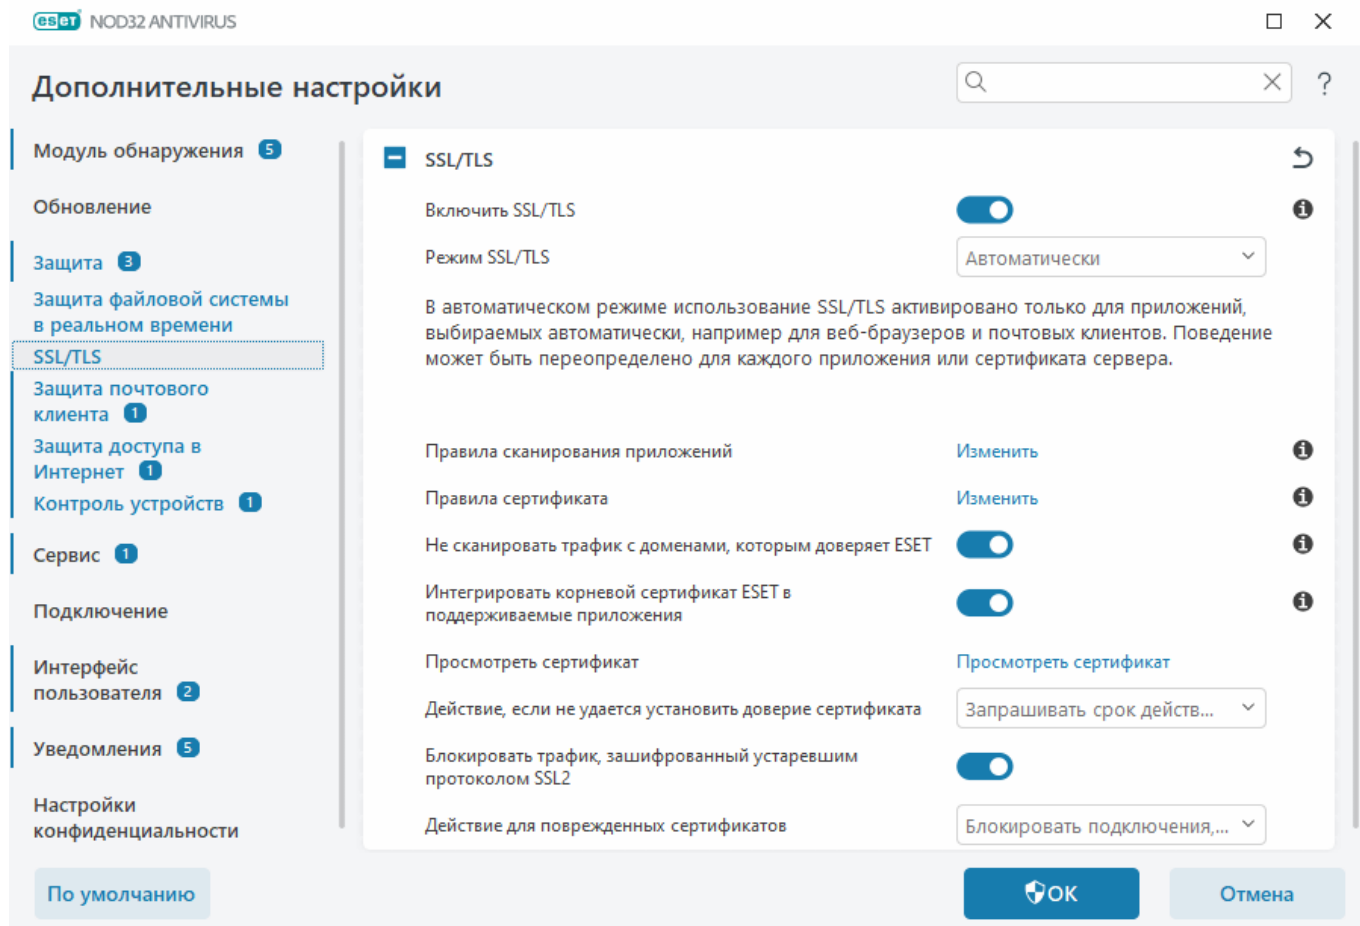 eset NOD32 ANTIVIRUS
Дополнительные настройки
?
Модуль обнаружения 5
Обновление
Защита 3
Защита файловой системы
в реальном времени
SSL/TLS
Защита почтового
клиента 1
Защита доступа в
Интернет 1
Контроль устройств 1
Сервис 1
Подключение
Интерфейс
пользователя 2
Уведомления 5
Настройки
конфиденциальности
SSL/TLS
Включить SSL/TLS
Режим SSL/TLS
Автоматически
В автоматическом режиме использование SSL/TLS активировано только для приложений,
выбираемых автоматически, например для веб-браузеров и почтовых клиентов. Поведение
может быть переопределено для каждого приложения или сертификата сервера.
Правила сканирования приложений
Изменить
Правила сертификата
Изменить
Не сканировать трафик с доменами, которым доверяет ESET
Интегрировать корневой сертификат ESET в
поддерживаемые приложения
Просмотреть сертификат
Просмотреть сертификат
Действие, если не удается установить доверие сертификата
Запрашивать срок действ...
Блокировать трафик, зашифрованный устаревшим
протоколом SSL2
Действие для поврежденных сертификатов
Блокировать подключения,...
По умолчанию
ОК
Отмена